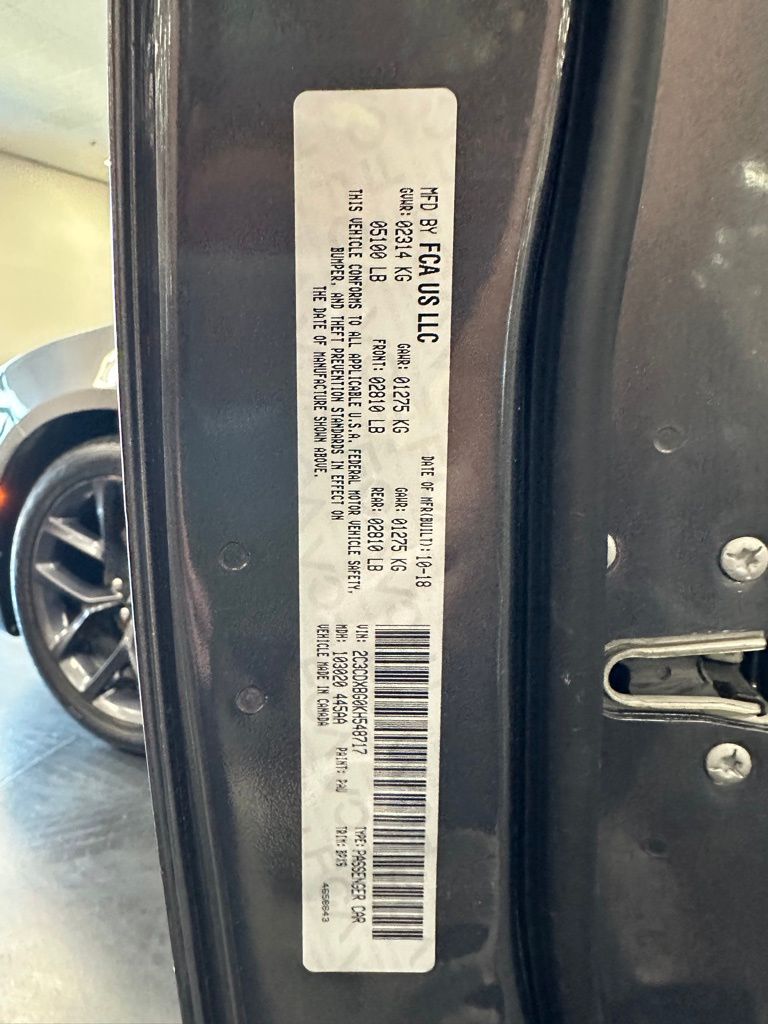 MFD BY FCA US LLC
DATE OF MFR(BUILT): 10-18
GVWR: 02314 KG GAWR: 01275 KG GAWR: 01275 KG
05100 LB FRONT: 02810 LB REAR: 02810 LB
THIS VEHICLE CONFORMS TO ALL APPLICABLE U.S.A. FEDERAL MOTOR VEHICLE SAFETY,
BUMPER, AND THEFT PREVENTION STANDARDS IN EFFECT ON
THE DATE OF MANUFACTURE SHOWN ABOVE.
VIN: 2C3CDXBG0KH548717 TYPE: PASSENGER CAR
MDH: 103020 445AA PAINT: PAU TRIM: BPX9
VEHICLE MADE IN CANADA
4650843